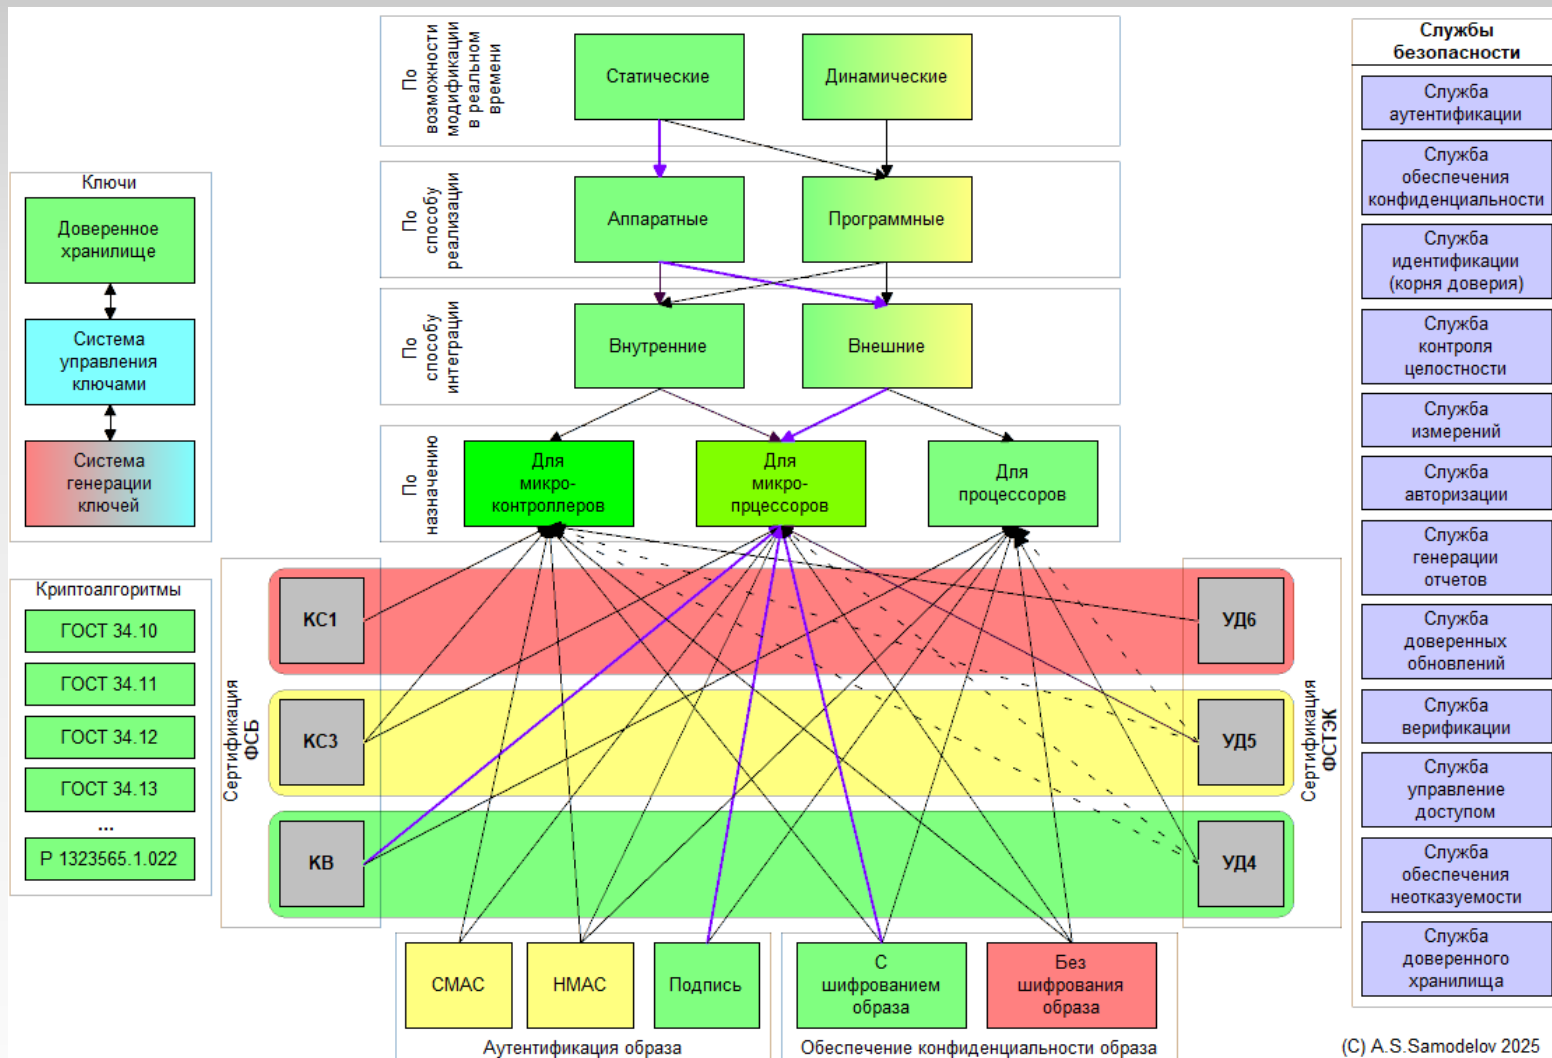 По
возможности
модификации
в реальном
времени
Статические
Динамические
По
способу
реализации
Аппаратные
Программные
По
способу
интеграции
Внутренние
Внешние
По
назначению
Для
микро-
контроллеров
Для
микро-
прцессоров
Для
процессоров
Ключи
Доверенное
хранилище
Система
управления
ключами
Система
генерации
ключей
Криптоалгоритмы
ГОСТ 34.10
ГОСТ 34.11
ГОСТ 34.12
ГОСТ 34.13
...
Р 1323565.1.022
Сертификация
ФСБ
КС1
КС3
КВ
УД6
УД5
УД4
Сертификация
ФСТЭК
СМАС
НМАС
Подпись
Аутентификация образа
С
шифрованием
образа
Без
шифрования
образа
Обеспечение конфиденциальности образа
Службы
безопасности
Служба
аутентификации
Служба
обеспечения
конфиденциальности
Служба
идентификации
(корня доверия)
Служба
контроля
целостности
Служба
измерений
Служба
авторизации
Служба
генерации
отчетов
Служба
доверенных
обновлений
Служба
верификации
Служба
управление
доступом
Служба
обеспечения
неотказуемости
Служба
доверенного
хранилища
(C) A.S.Samodelov 2025